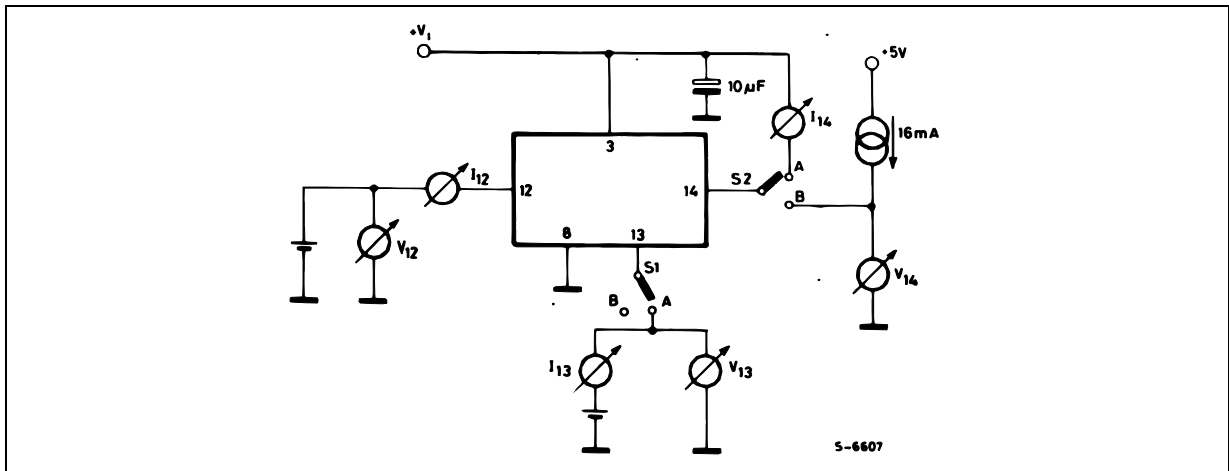 +V1
+5V
10μF
I14
16mA
3
S2
A
I12
12
14
B
V12
8
13
S1
V14
B
A
I13
V13
S-6607